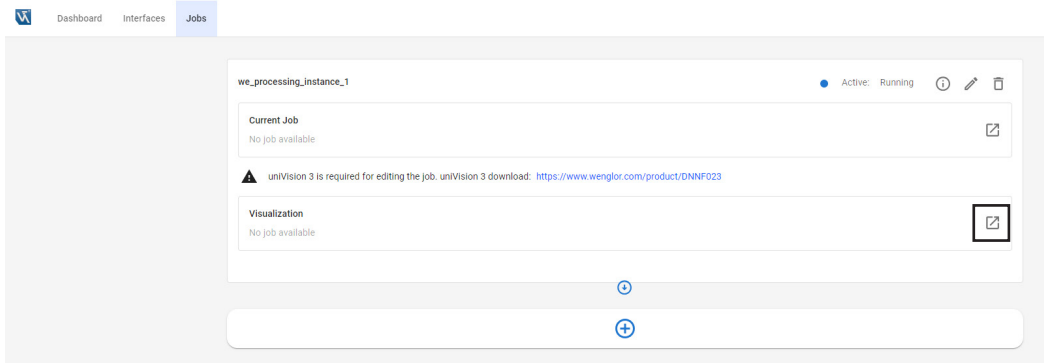 Dashboard Interfaces Jobs
we_processing_instance_1 Active: Running
Current Job
No job available
uniVision 3 is required for editing the job. uniVision 3 download: https://www.wenglor.com/product/DNNF023
Visualization
No job available